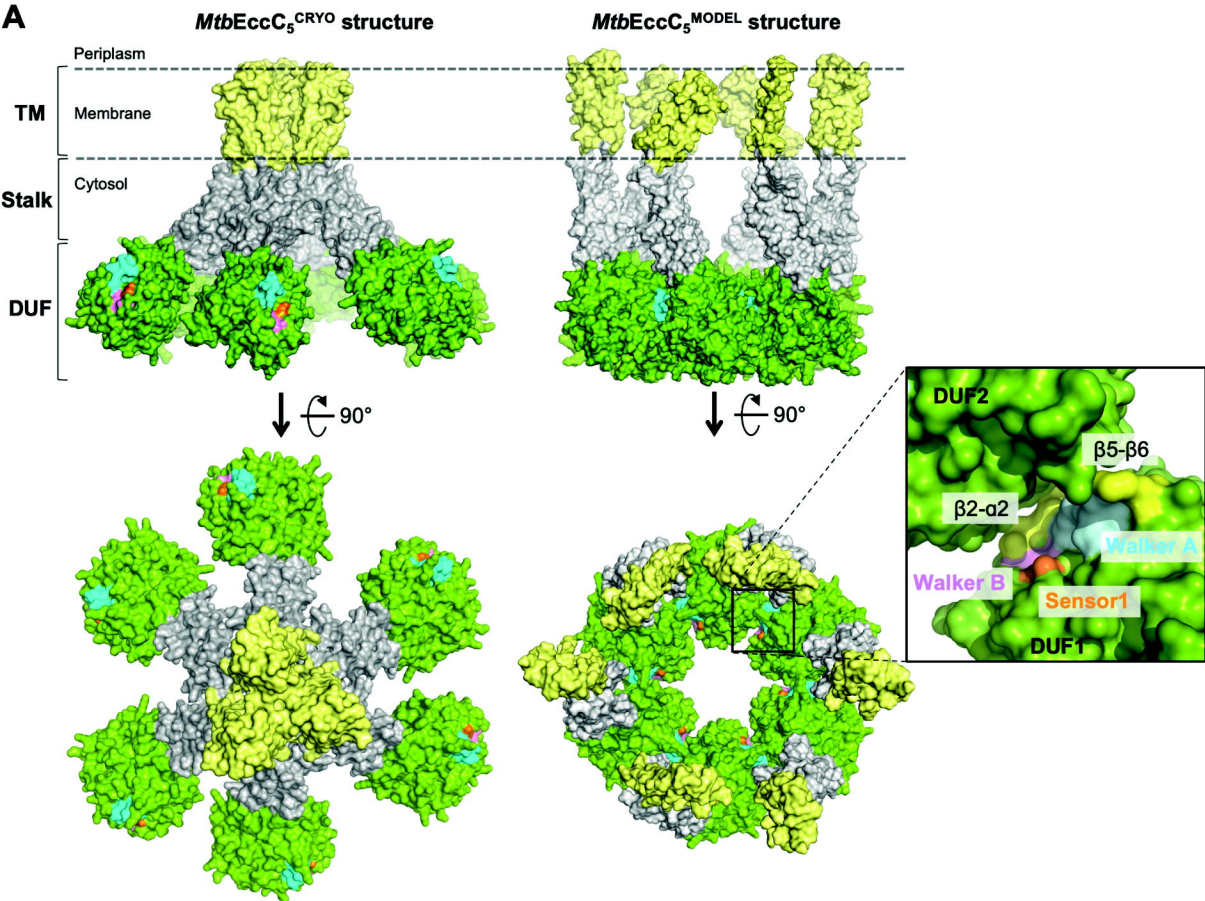 A
MtbEccC₅ᶜᴿʸᴼ structure
MtbEccC₅ᴹᴼᴰᴱᴸ structure
Periplasm
TM
Membrane
Stalk
Cytosol
DUF
90°
90°
DUF2
β5-β6
β2-α2
Walker A
Walker B
Sensor1
DUF1